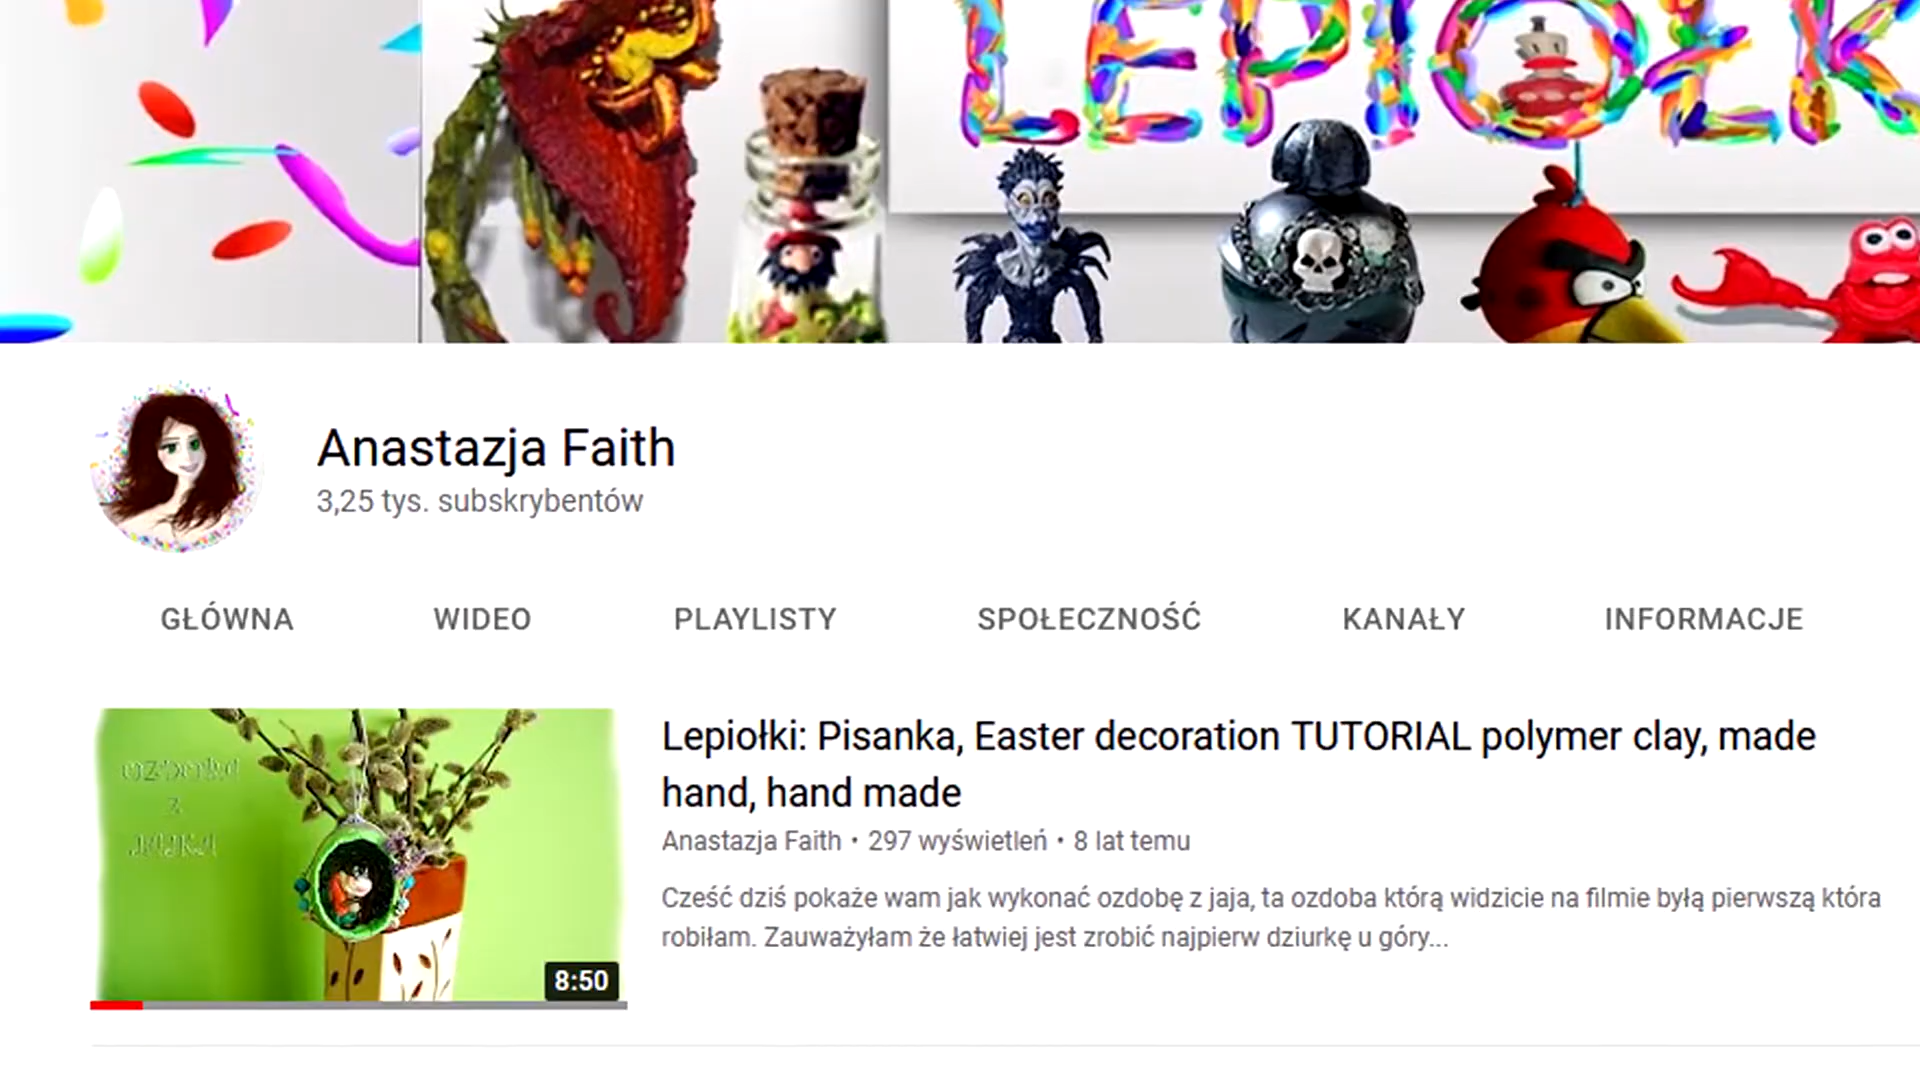 LEPIOŁK
Anastazja Faith
3,25 tys. subskrybentów
GŁÓWNA WIDEO PLAYLISTY SPOŁECZNOŚĆ KANAŁY INFORMACJE
OZDOBA
Z
JAJKA
8:50
Lepiołki: Pisanka, Easter decoration TUTORIAL polymer clay, made
hand, hand made
Anastazja Faith • 297 wyświetleń • 8 lat temu
Cześć dziś pokaże wam jak wykonać ozdobę z jaja, ta ozdoba którą widzicie na filmie byłą pierwszą która
robiłam. Zauważyłam że łatwiej jest zrobić najpierw dziurkę u góry...